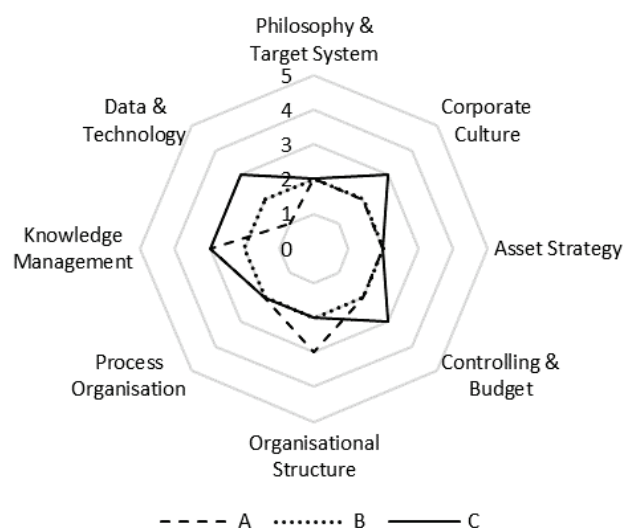 Philosophy &
Target System
5
4
3
2
1
0
Corporate
Culture
Asset Strategy
Controlling &
Budget
Organisational
Structure
Process
Organisation
Knowledge
Management
Data &
Technology
A
B
C